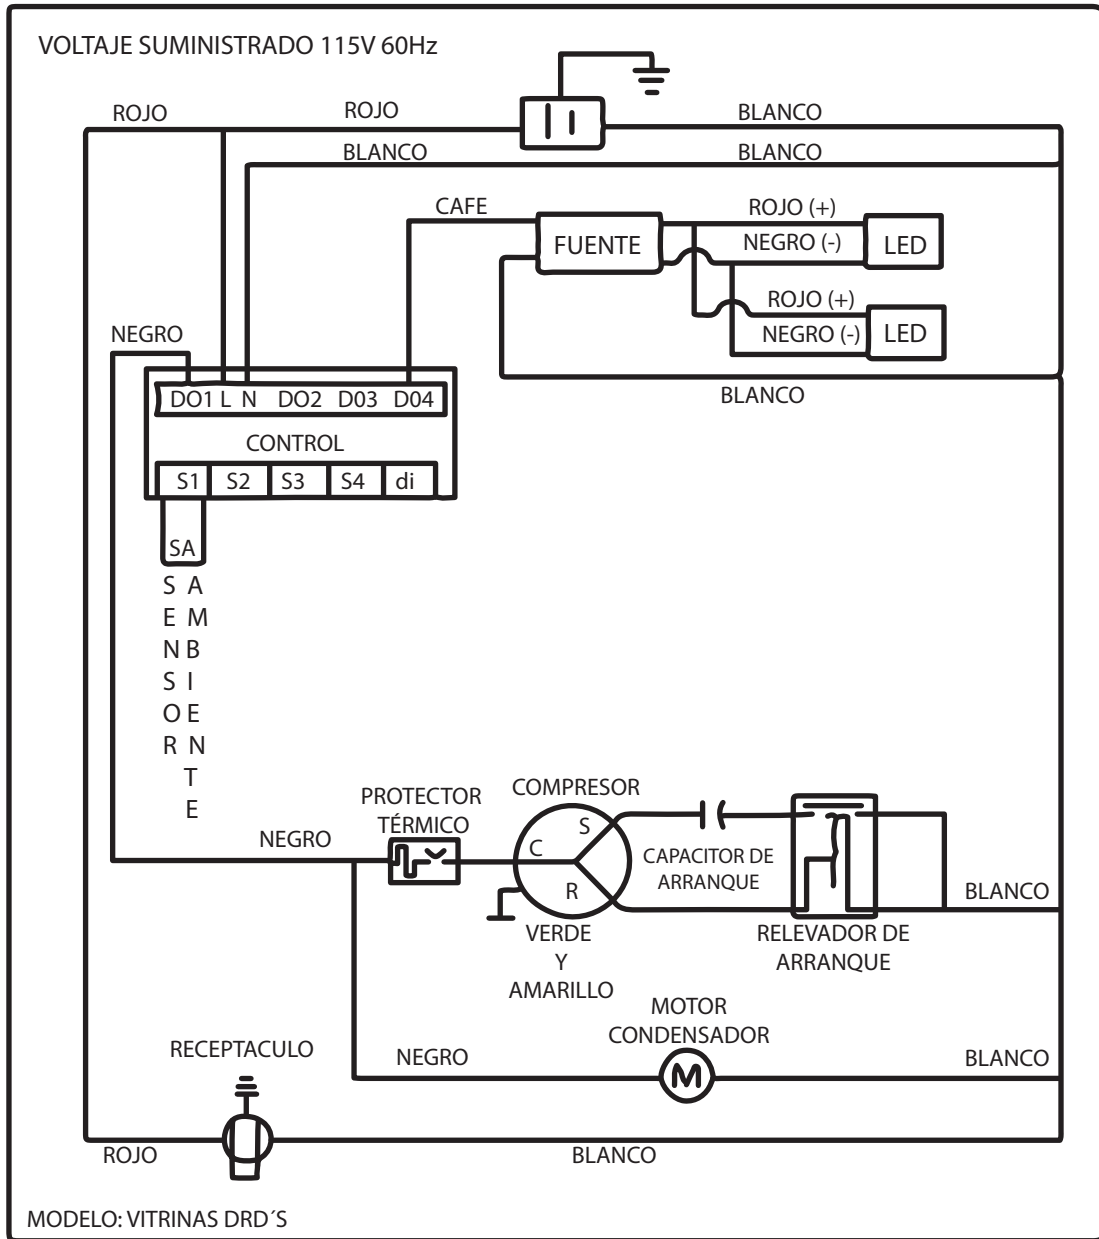 VOLTAJE SUMINISTRADO 115V 60Hz
ROJO
ROJO
BLANCO
BLANCO
BLANCO
CAFE
ROJO (+)
FUENTE
NEGRO (-)
LED
ROJO (+)
NEGRO
NEGRO (-)
LED
BLANCO
DO1 L N DO2 D03 D04
CONTROL
S1 S2 S3 S4 di
SA
SENSOR
AMBIENTE
COMPRESOR
PROTECTOR
TÉRMICO
NEGRO
S
C
R
CAPACITOR DE
ARRANQUE
BLANCO
VERDE
Y
AMARILLO
RELEVADOR DE
ARRANQUE
MOTOR
CONDENSADOR
RECEPTACULO
NEGRO
M
BLANCO
ROJO
BLANCO
MODELO: VITRINAS DRD´S